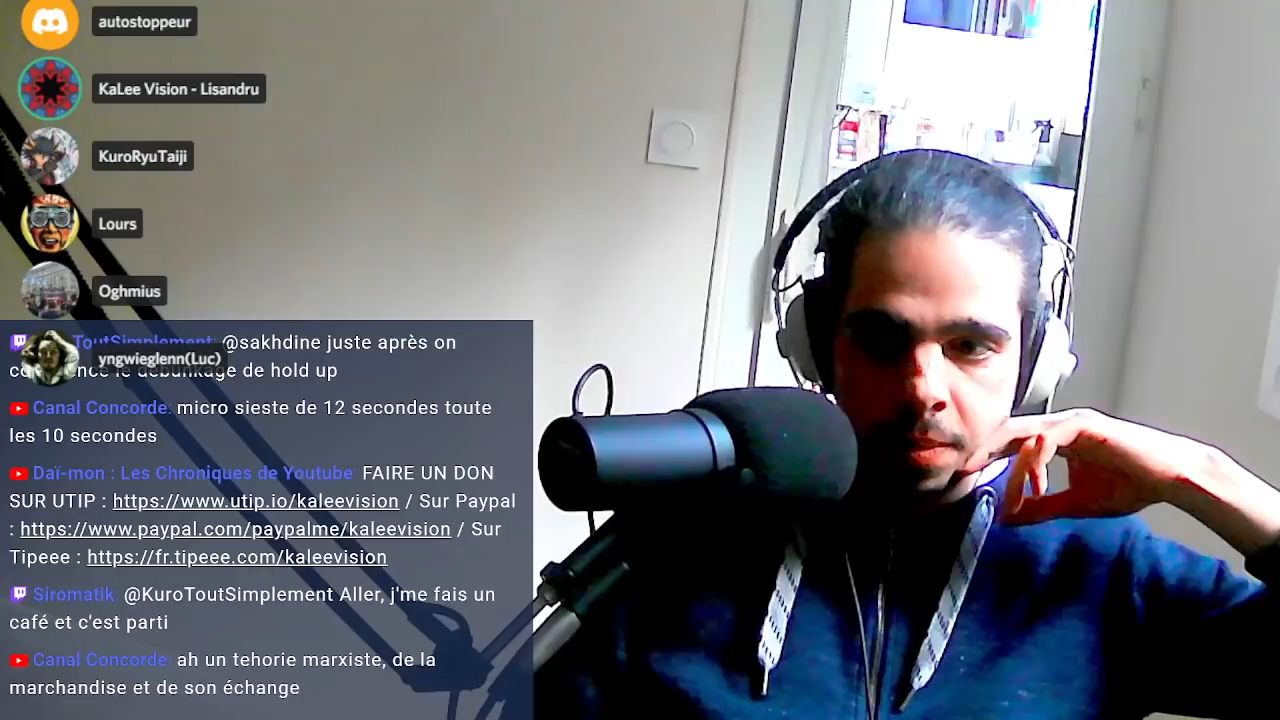 autostoppeur
KaLee Vision - Lisandru
KuroRyuTaiji
Lours
Oghmius
yngwieglenn(Luc)
ToutSimplement: @sakhdine juste après on
le debunkage de hold up
Canal Concorde: micro sieste de 12 secondes toute
les 10 secondes
Daï-mon : Les Chroniques de Youtube: FAIRE UN DON
SUR UTIP : https://www.utip.io/kaleevision / Sur Paypal
: https://www.paypal.com/paypalme/kaleevision / Sur
Tipeee : https://fr.tipeee.com/kaleevision
Siromatik: @KuroToutSimplement Aller, j'me fais un
café et c'est parti
Canal Concorde: ah un tehorie marxiste, de la
marchandise et de son échange